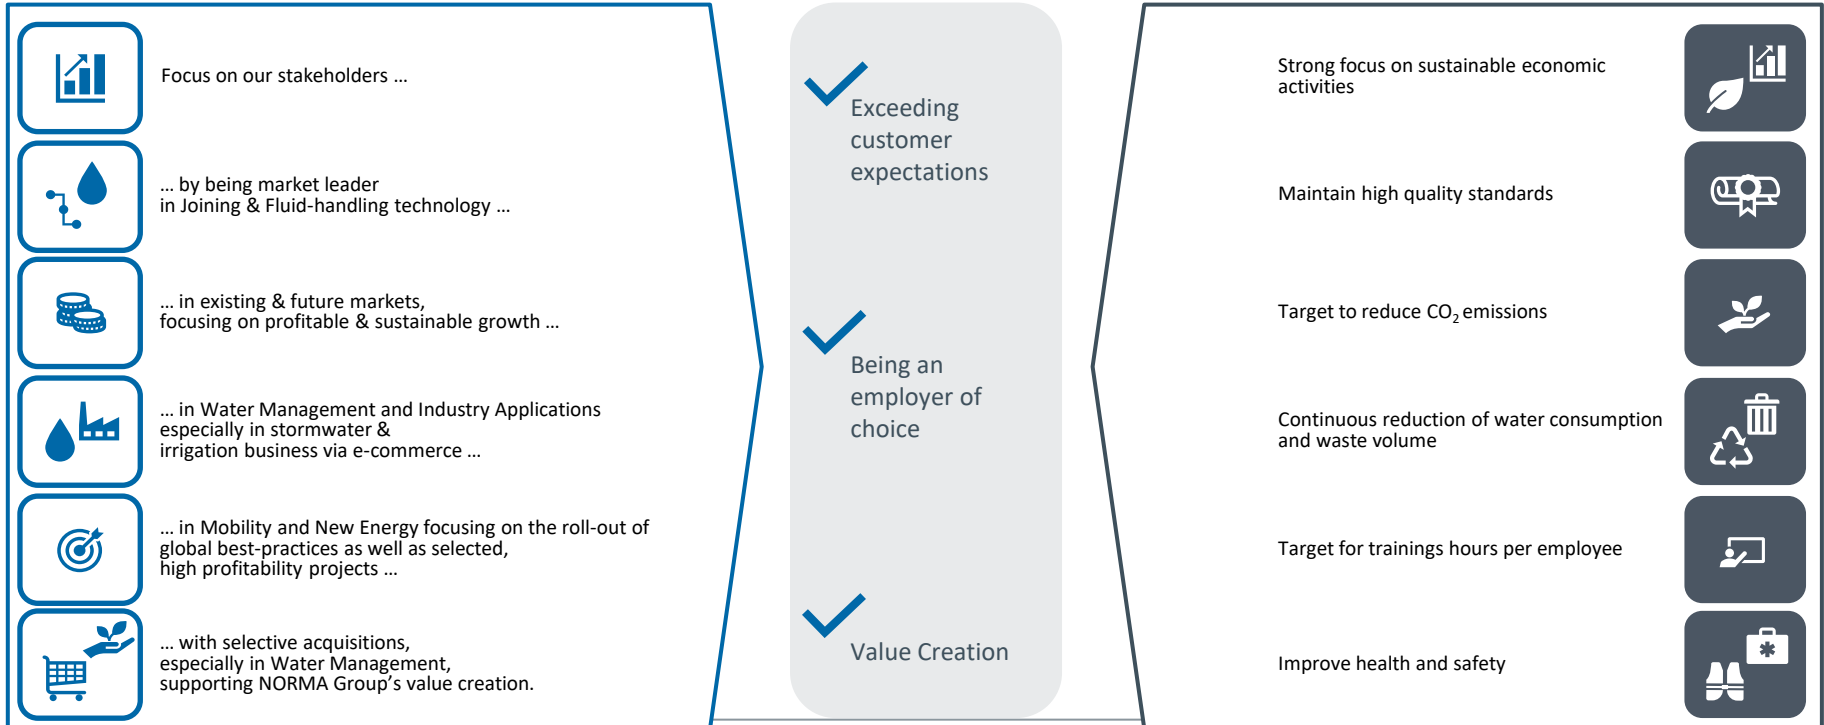 Focus on our stakeholders ...
... by being market leader
in Joining & Fluid-handling technology ...
... in existing & future markets,
focusing on profitable & sustainable growth ...
... in Water Management and Industry Applications
especially in stormwater &
irrigation business via e-commerce ...
... in Mobility and New Energy focusing on the roll-out of
global best-practices as well as selected,
high profitability projects ...
... with selective acquisitions,
especially in Water Management,
supporting NORMA Group's value creation.
Exceeding
customer
expectations
Being an
employer of
choice
Value Creation
Strong focus on sustainable economic
activities
Maintain high quality standards
Target to reduce CO₂ emissions
Continuous reduction of water consumption
and waste volume
Target for trainings hours per employee
Improve health and safety